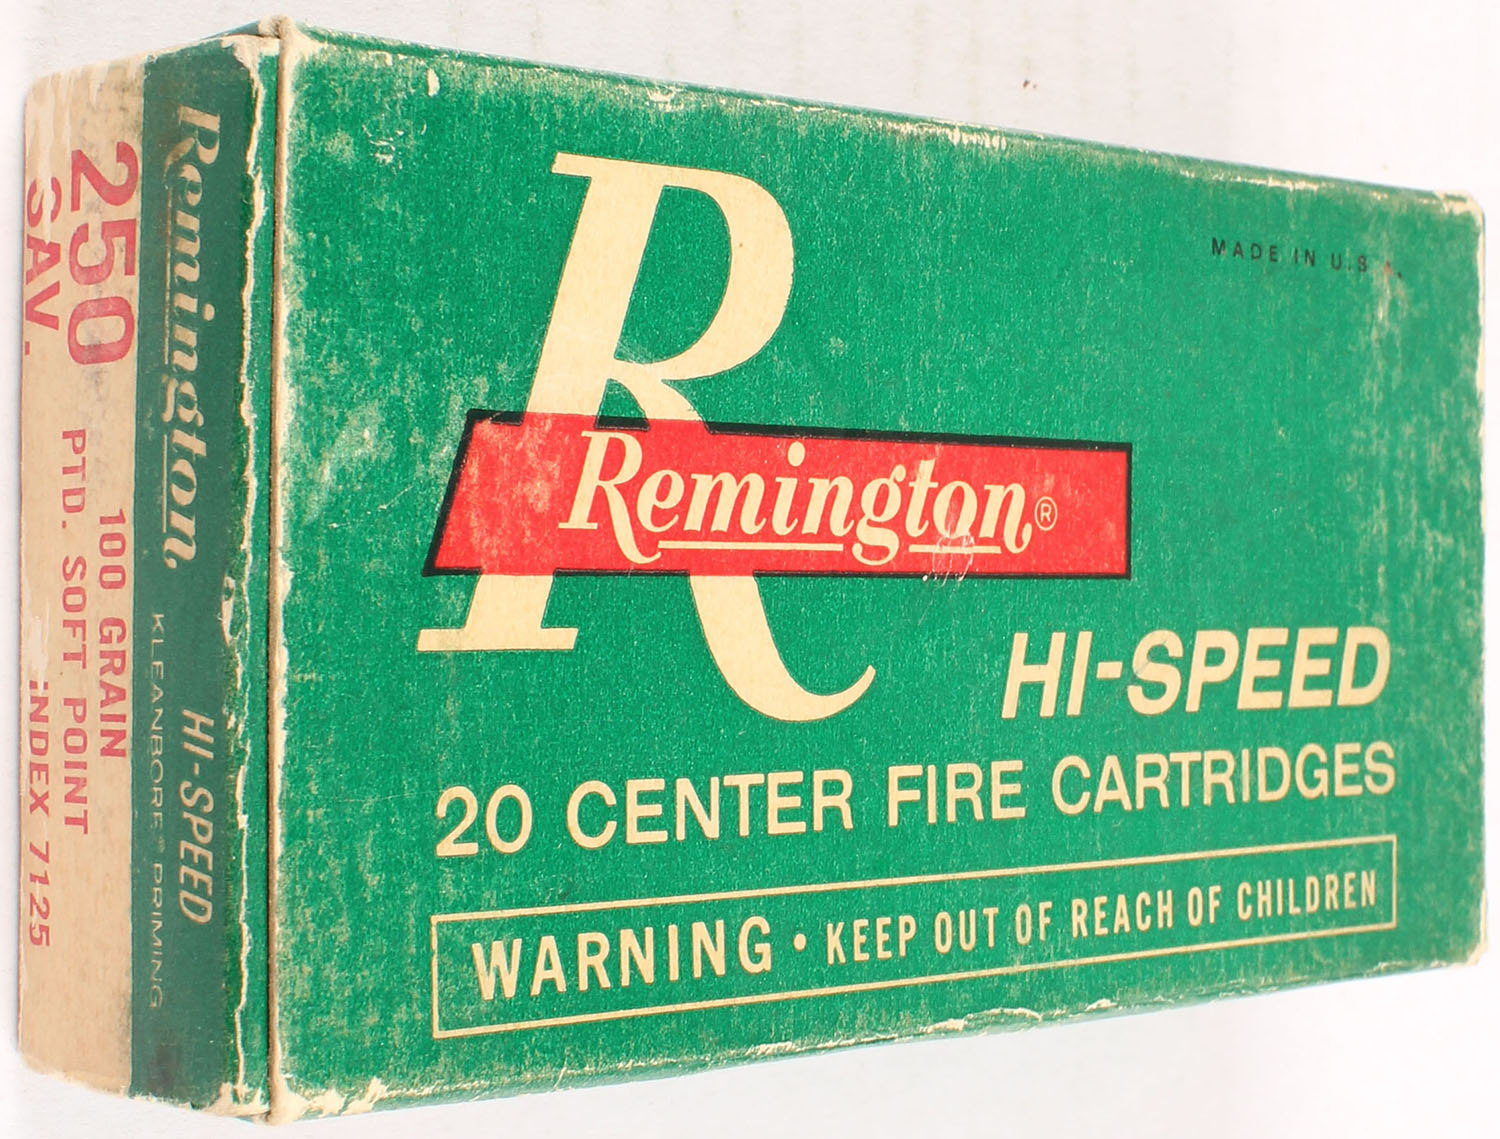 MADE IN U.S.A.
R
Remington®
HI-SPEED
20 CENTER FIRE CARTRIDGES
WARNING • KEEP OUT OF REACH OF CHILDREN
Remington,
HI-SPEED
KLEANBORE® PRIMING
250
SAV.
100 GRAIN
PTD. SOFT POINT
INDEX 7125